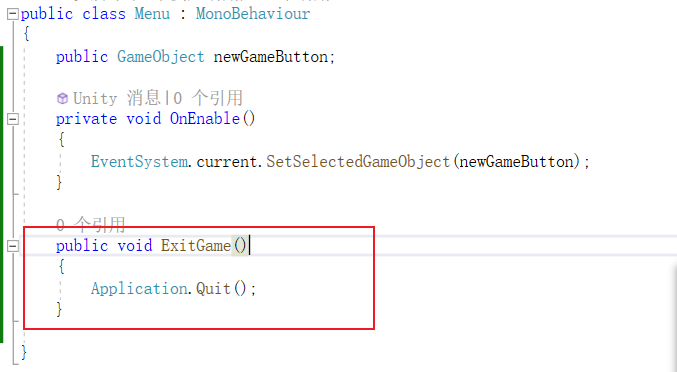 public class Menu : MonoBehaviour
{
public GameObject newGameButton;
Unity 消息|0 个引用
private void OnEnable()
{
EventSystem.current.SetSelectedGameObject(newGameButton);
}
0 个引用
public void ExitGame()
{
Application.Quit();
}
}